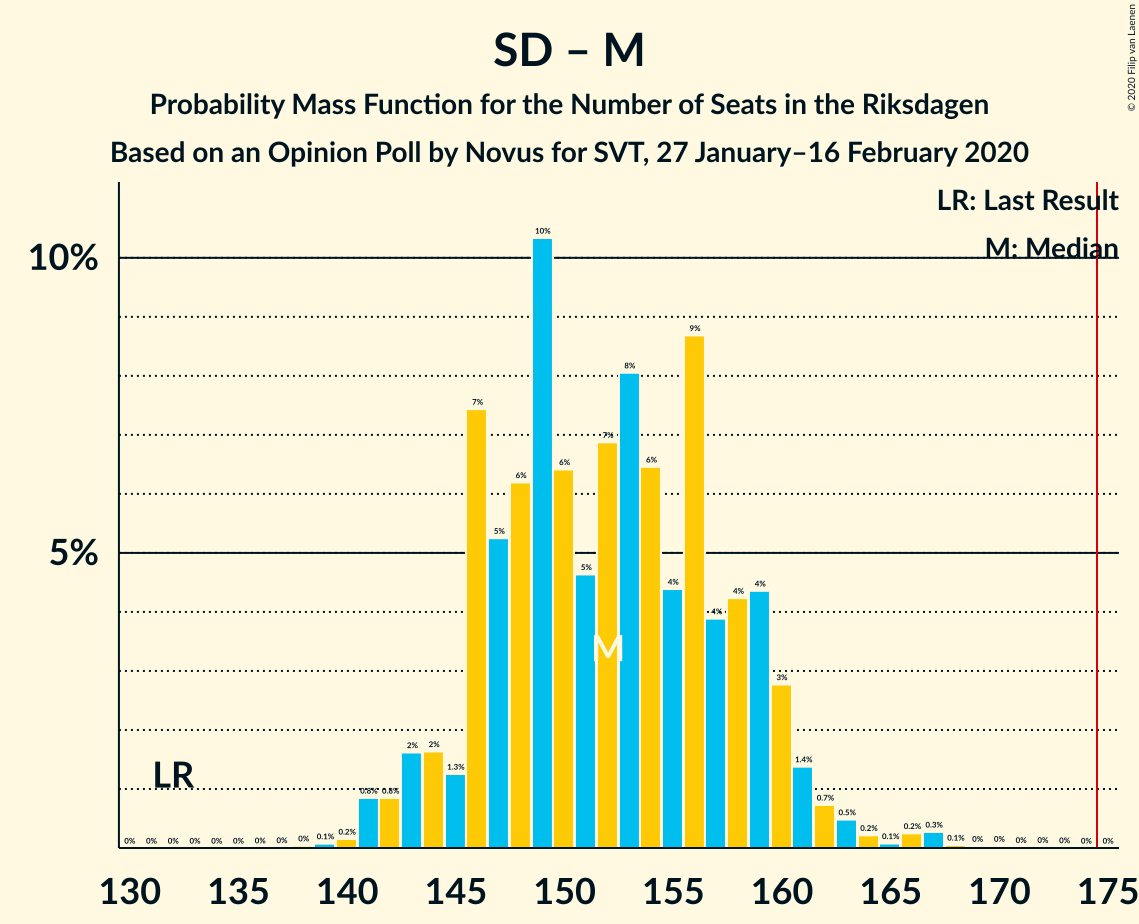 SD – M
Probability Mass Function for the Number of Seats in the Riksdagen
Based on an Opinion Poll by Novus for SVT, 27 January–16 February 2020
© 2020 Filip van Laenen
LR: Last Result
M: Median
10%
5%
LR
M
0% 0% 0% 0% 0% 0% 0% 0% 0% 0.1% 0.2% 0.8% 0.8% 2% 2% 1.3% 7% 5% 6% 10% 6% 5% 7% 8% 6% 4% 9% 4% 4% 4% 3% 1.4% 0.7% 0.5% 0.2% 0.1% 0.2% 0.3% 0.1% 0% 0% 0% 0% 0% 0% 0%
130 135 140 145 150 155 160 165 170 175